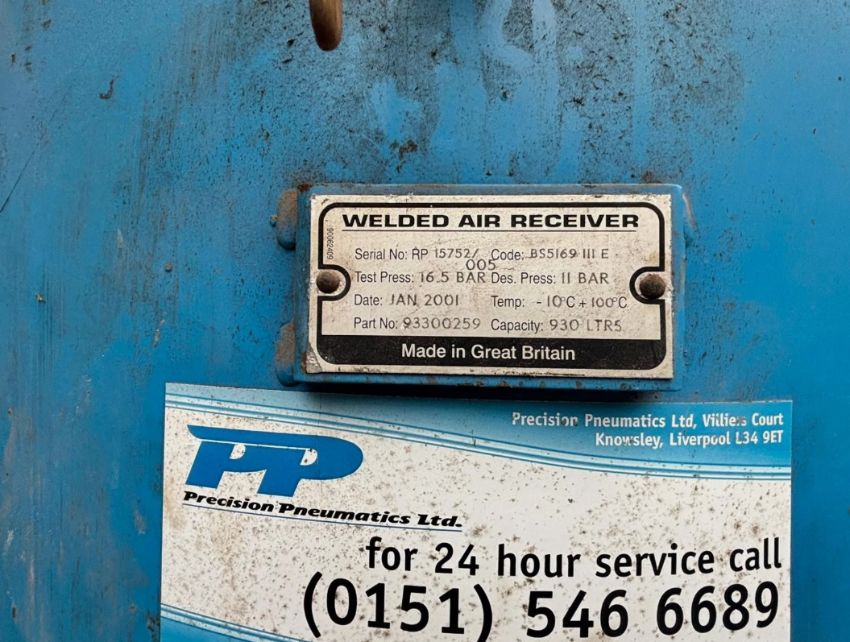 WELDED AIR RECEIVER
Serial No: RP 15752/005 Code: BS5169 III E
Test Press: 16.5 BAR Des. Press: 11 BAR
Date: JAN 2001 Temp: -10°C + 100°C
Part No: 93300259 Capacity: 930 LTRS
Made in Great Britain
90062409
Precision Pneumatics Ltd, Villiers Court
Knowsley, Liverpool L34 9ET
PP
Precision Pneumatics Ltd.
for 24 hour service call
(0151) 546 6689